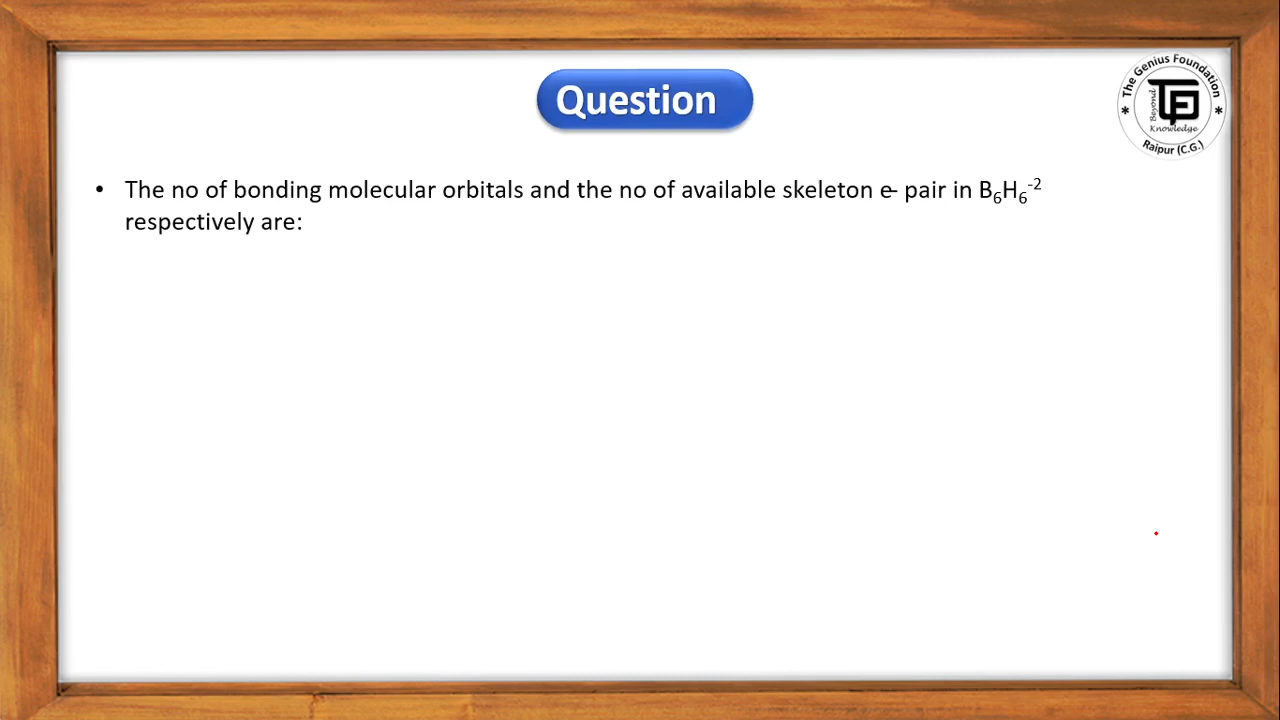 Question
The Genius Foundation
Beyond
Knowledge
Raipur (C.G.)
• The no of bonding molecular orbitals and the no of available skeleton e- pair in B₆H₆⁻²
respectively are: